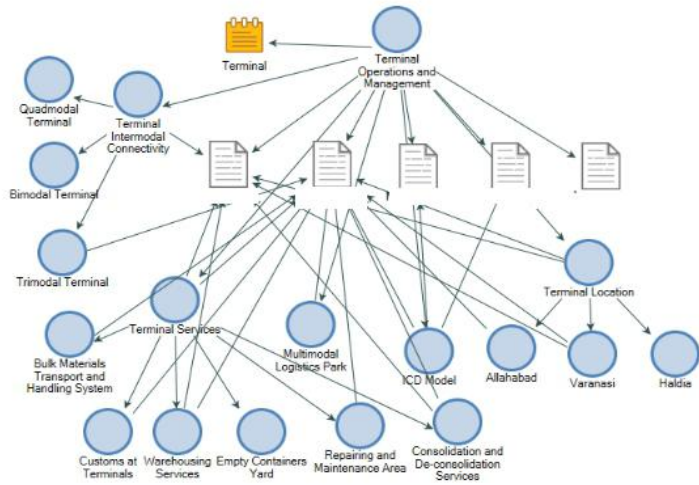 Terminal
Terminal
Operations and
Management
Quadmodal
Terminal
Terminal
Intermodal
Connectivity
Bimodal Terminal
Trimodal Terminal
Terminal Location
Terminal Services
Bulk Materials
Transport and
Handling System
Multimodal
Logistics Park
ICD Model
Allahabad
Varanasi
Haldia
Customs at
Terminals
Warehousing
Services
Empty Containers
Yard
Repairing and
Maintenance Area
Consolidation and
De-consolidation
Services